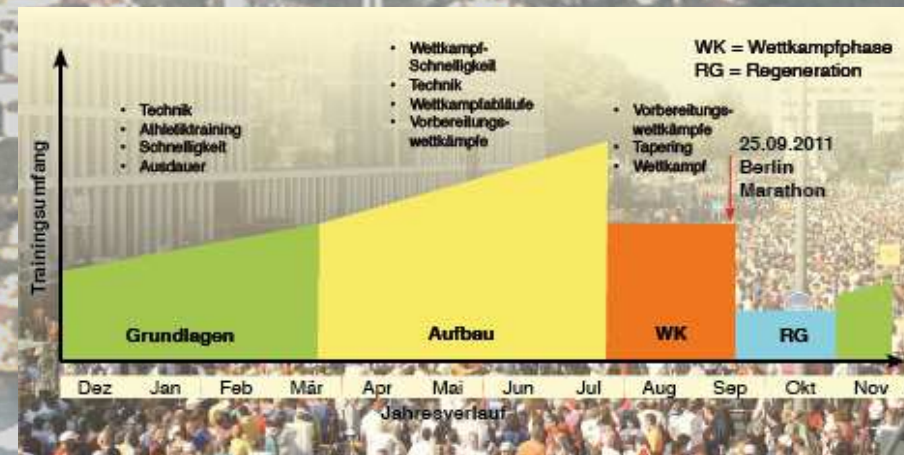 WK = Wettkampfphase
RG = Regeneration
• Technik
• Athletiktraining
• Schnelligkeit
• Ausdauer
• Wettkampf-
Schnelligkeit
• Technik
• Wettkampfabläufe
• Vorbereitungs-
wettkämpfe
• Vorbereitungs-
wettkämpfe
• Tapering
• Wettkampf
25.09.2011
Berlin
Marathon
Trainingsumfang
Grundlagen
Aufbau
WK
RG
Dez Jan Feb Mär Apr Mai Jun Jul Aug Sep Okt Nov
Jahresverlauf